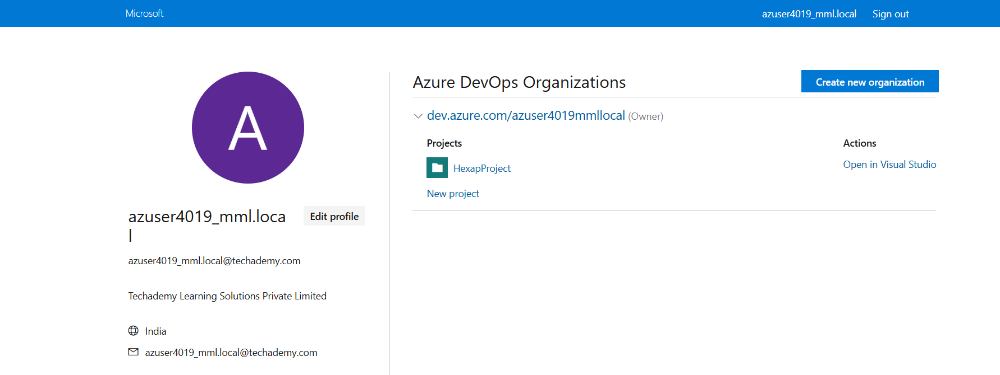 Microsoft
azuser4019_mml.local Sign out
A
azuser4019_mml.loca
l
Edit profile
azuser4019_mml.local@techademy.com
Techademy Learning Solutions Private Limited
India
azuser4019_mml.local@techademy.com
Azure DevOps Organizations
Create new organization
dev.azure.com/azuser4019mmllocal (Owner)
Projects
Actions
HexapProject
Open in Visual Studio
New project